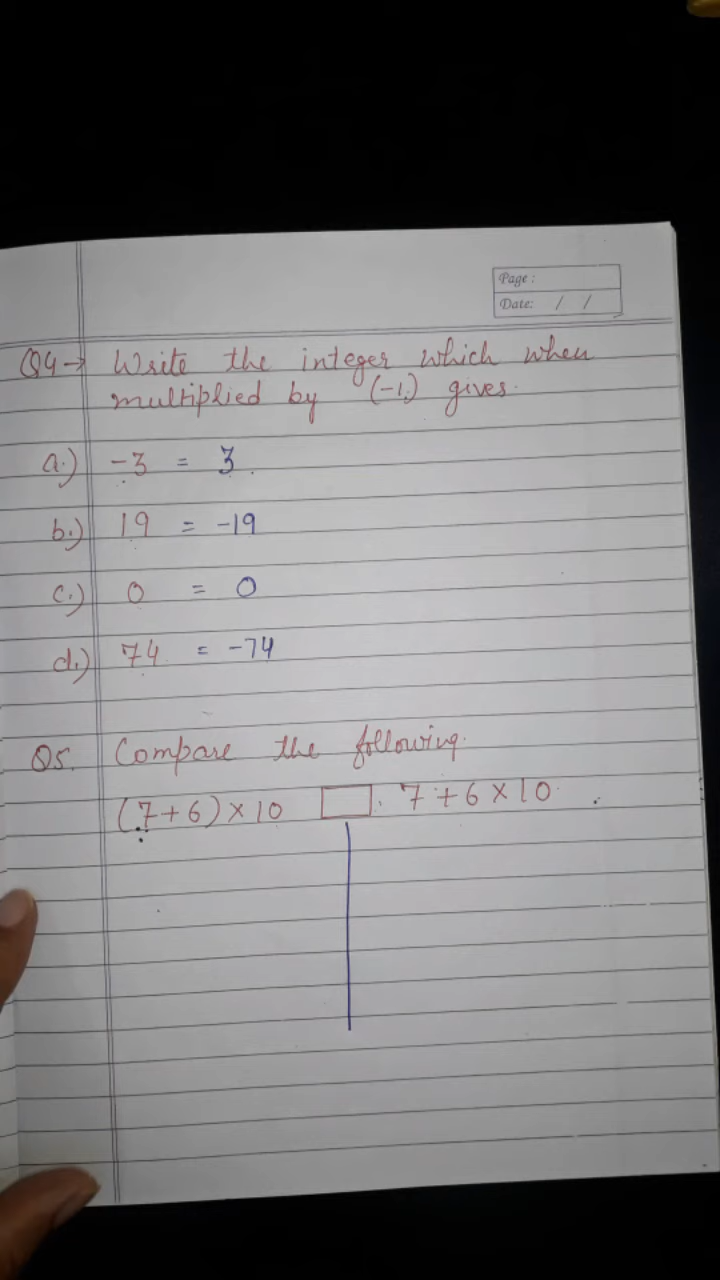 Page :
Date: / /
Q4→ Write the integer which when
multiplied by (-1) gives.
a.) -3 = 3.
b.) 19 = -19
c.) 0 = 0
d.) 74 = -74
Q5. Compare the following.
(7+6)×10 □. 7+6×10.